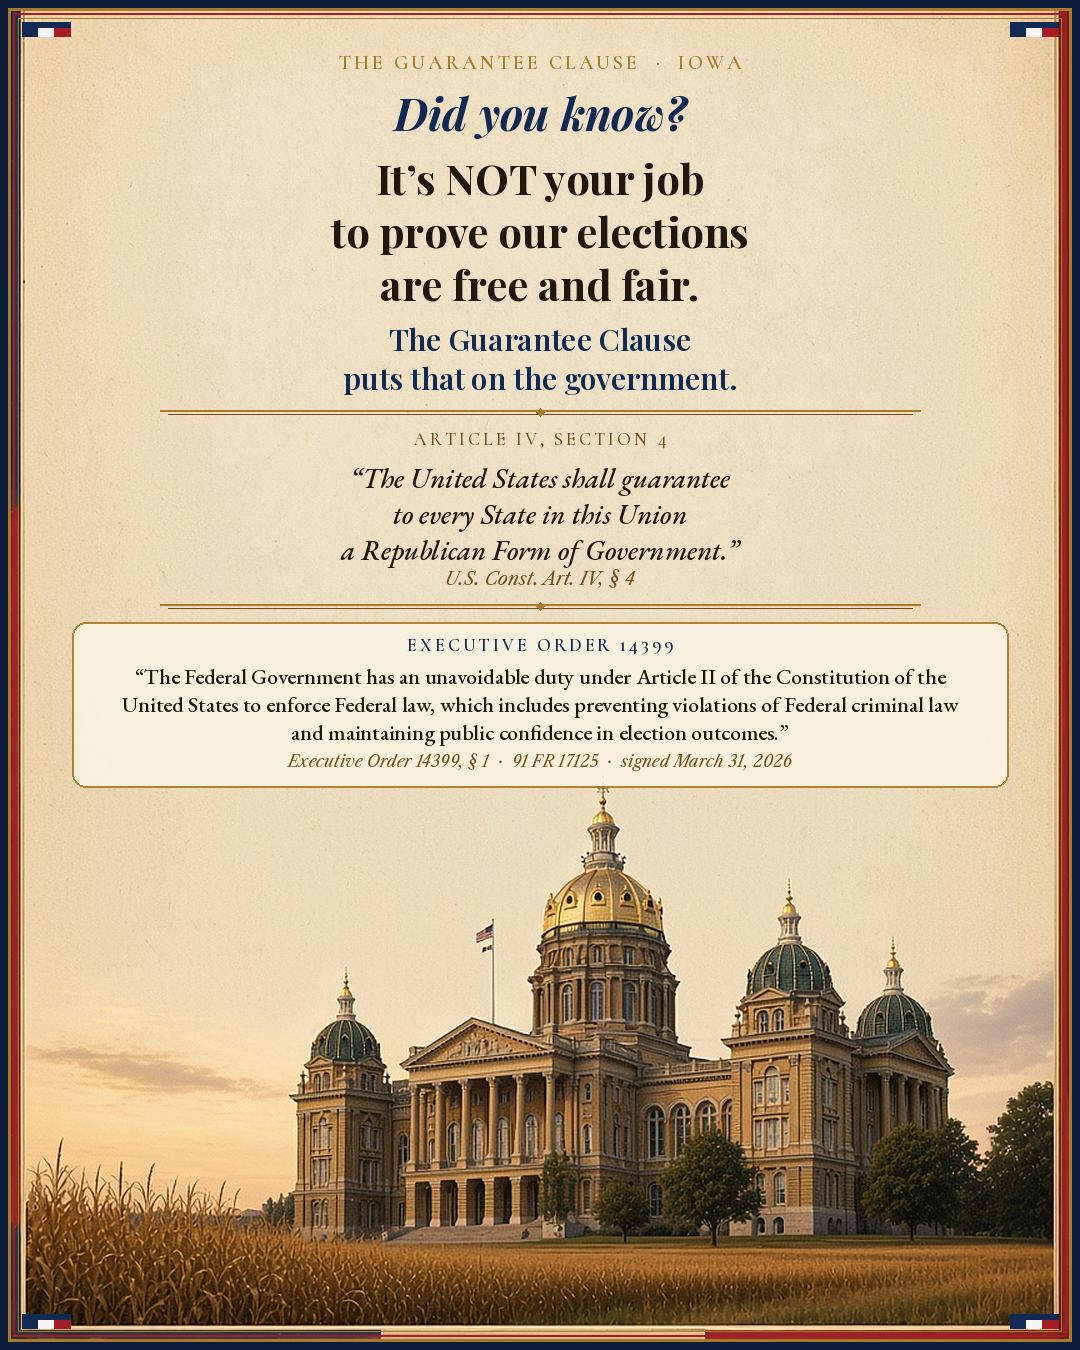 THE GUARANTEE CLAUSE · IOWA
Did you know?
It’s NOT your job
to prove our elections
are free and fair.
The Guarantee Clause
puts that on the government.
ARTICLE IV, SECTION 4
“The United States shall guarantee
to every State in this Union
a Republican Form of Government.”
U.S. Const. Art. IV, § 4
EXECUTIVE ORDER 14399
“The Federal Government has an unavoidable duty under Article II of the Constitution of the
United States to enforce Federal law, which includes preventing violations of Federal criminal law
and maintaining public confidence in election outcomes.”
Executive Order 14399, § 1 · 91 FR 17125 · signed March 31, 2026